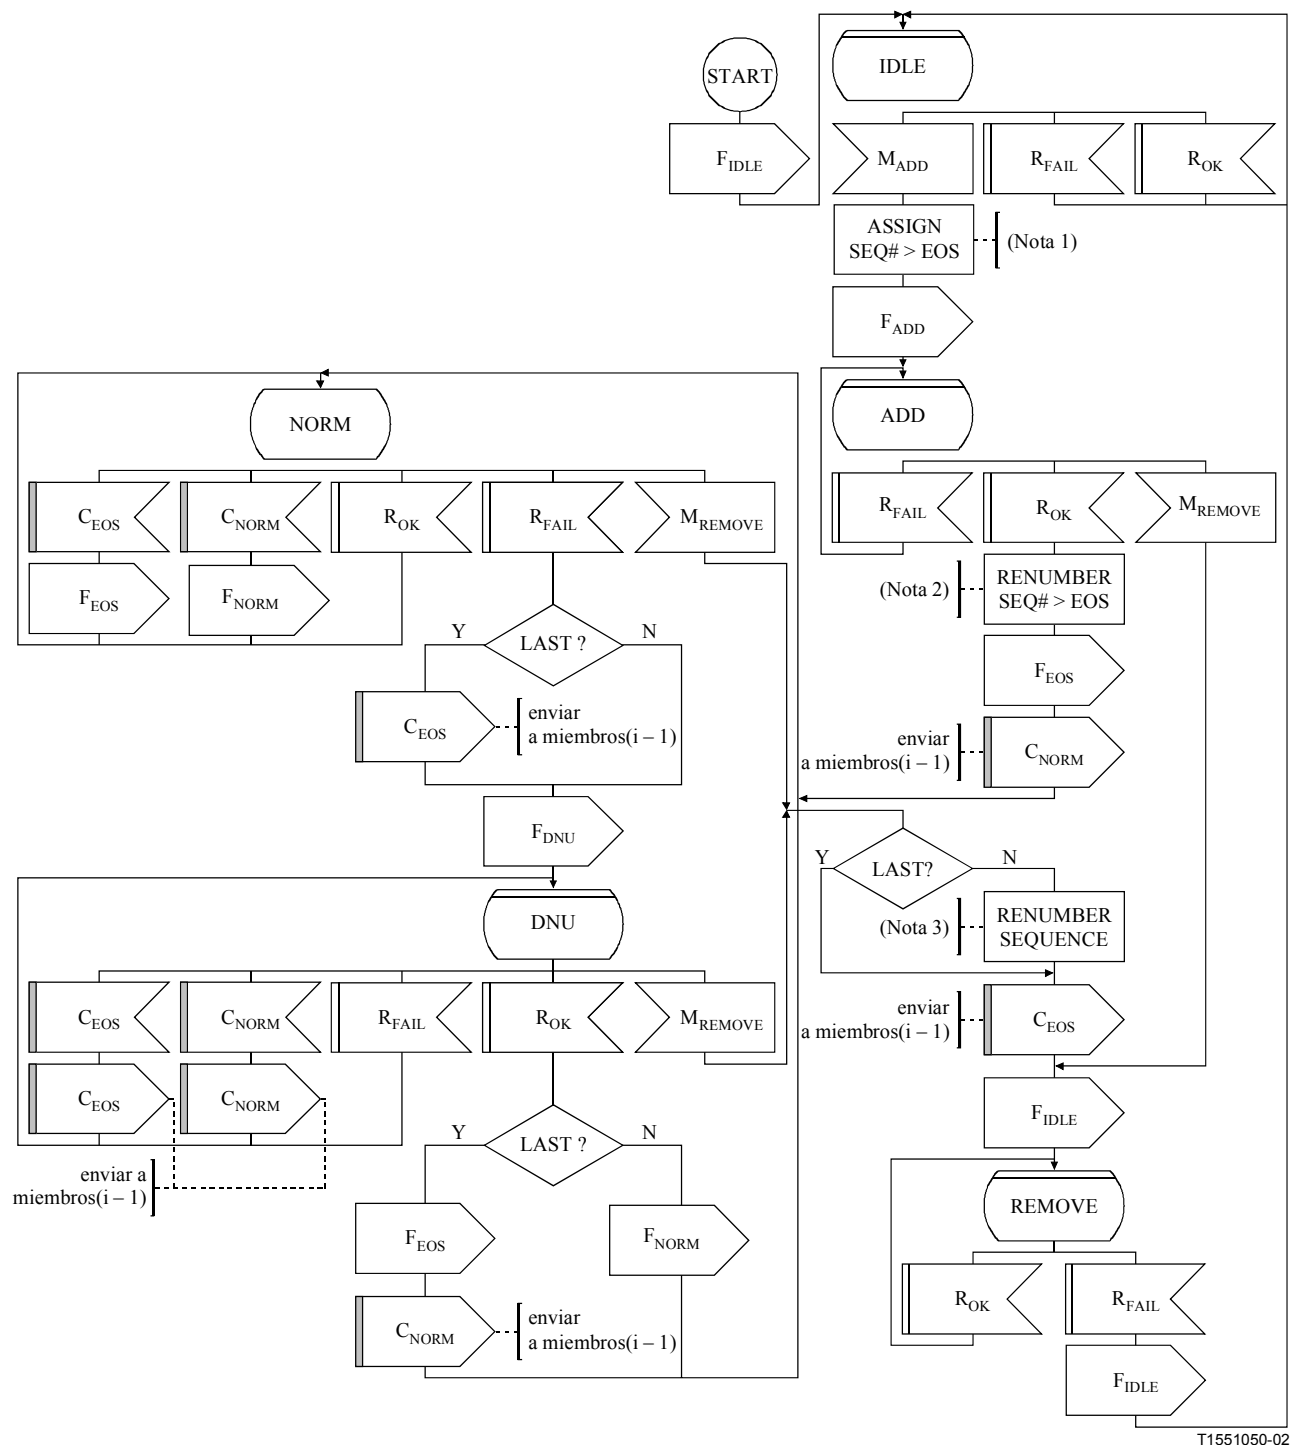 START
IDLE
F_IDLE
M_ADD
R_FAIL
R_OK
ASSIGN
SEQ# > EOS
(Nota 1)
F_ADD
ADD
R_FAIL
R_OK
M_REMOVE
(Nota 2)
RENUMBER
SEQ# > EOS
F_EOS
enviar
a miembros(i – 1)
C_NORM
NORM
C_EOS
C_NORM
R_OK
R_FAIL
M_REMOVE
F_EOS
F_NORM
Y
LAST ?
N
C_EOS
enviar
a miembros(i – 1)
F_DNU
Y
LAST?
N
(Nota 3)
RENUMBER
SEQUENCE
enviar
a miembros(i – 1)
C_EOS
DNU
C_EOS
C_NORM
R_FAIL
R_OK
M_REMOVE
C_EOS
C_NORM
enviar a
miembros(i – 1)
Y
LAST ?
N
F_EOS
F_NORM
C_NORM
enviar
a miembros(i – 1)
F_IDLE
REMOVE
R_OK
R_FAIL
F_IDLE
T1551050-02